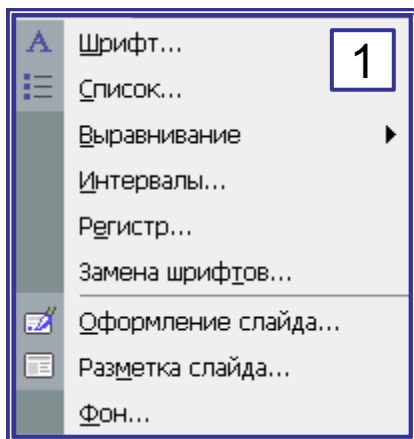 Шрифт...
1
Список...
Выравнивание
Интервалы...
Регистр...
Замена шрифтов...
Оформление слайда...
Разметка слайда...
Фон...